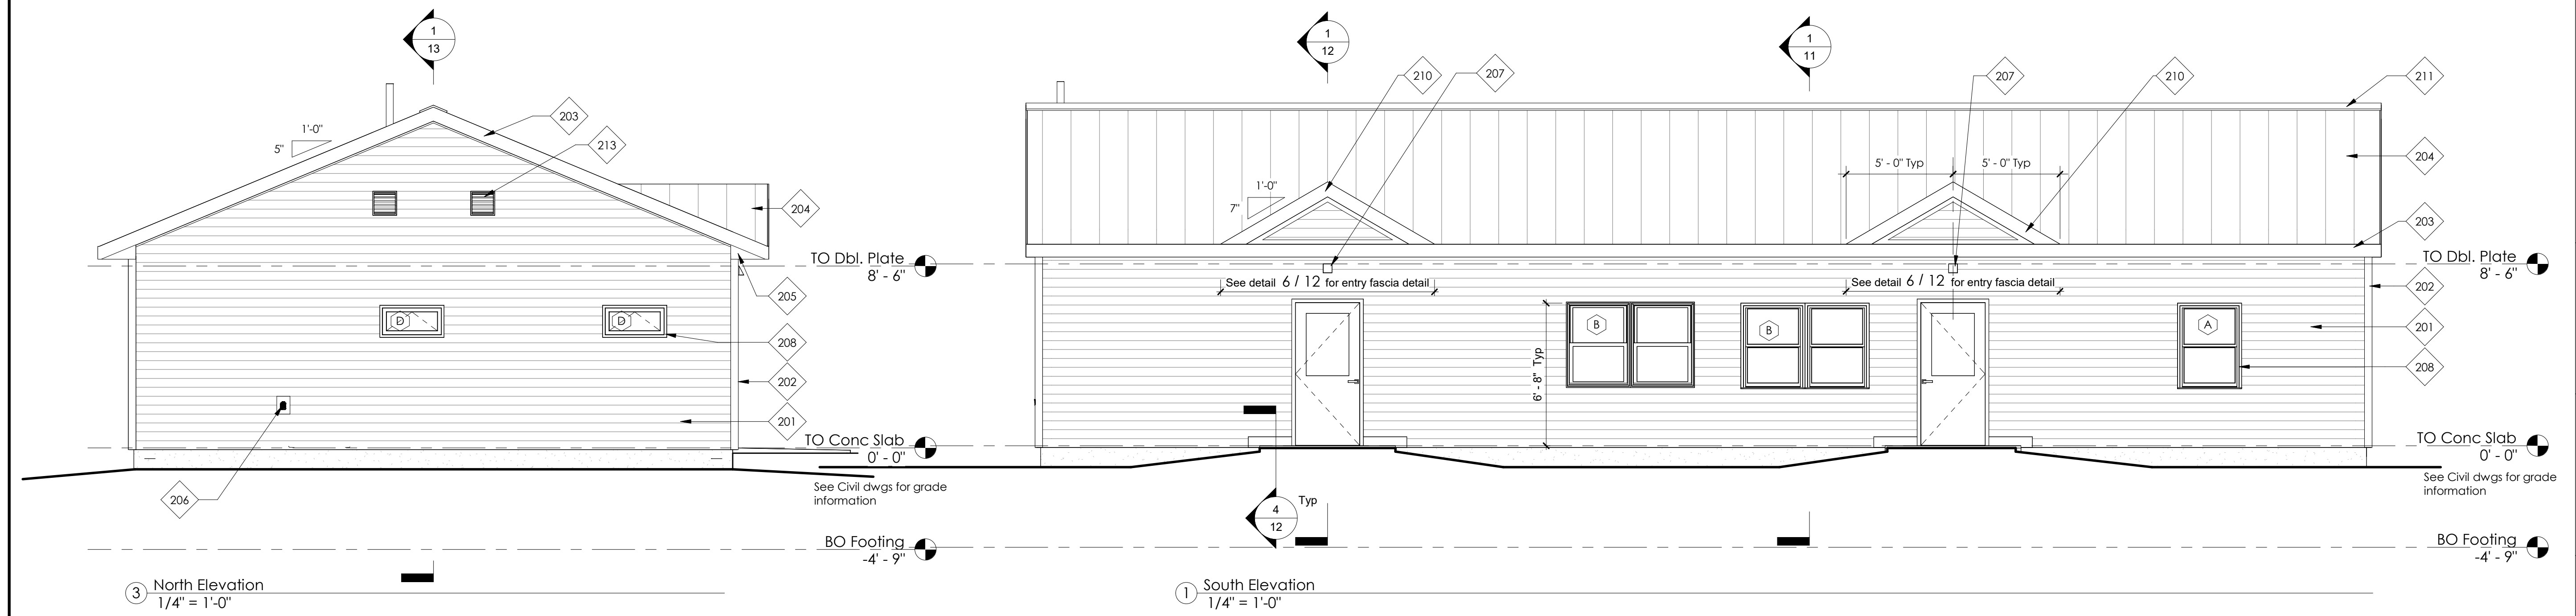 1
13
203
1'-0"
5"
213
204
TO Dbl. Plate
8' - 6"
205
D
D
208
202
201
TO Conc Slab
0' - 0"
See Civil dwgs for grade
information
206
BO Footing
-4' - 9"
3
North Elevation
1/4" = 1'-0"
1
12
1
11
210
207
207
210
211
5' - 0" Typ
5' - 0" Typ
204
1'-0"
7"
203
TO Dbl. Plate
8' - 6"
See detail 6 / 12 for entry fascia detail
See detail 6 / 12 for entry fascia detail
202
B
B
A
201
6' - 8" Typ
208
TO Conc Slab
0' - 0"
See Civil dwgs for grade
information
4
12
Typ
BO Footing
-4' - 9"
1
South Elevation
1/4" = 1'-0"